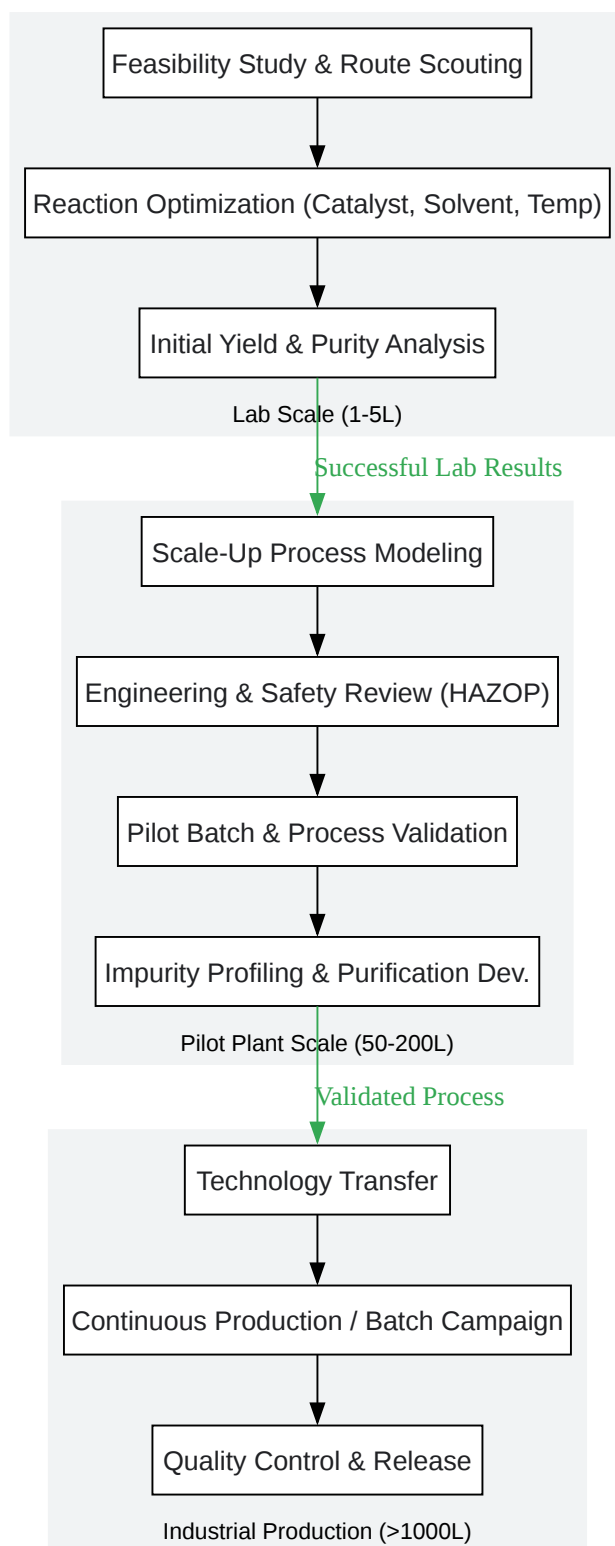 Feasibility Study & Route Scouting
Reaction Optimization (Catalyst, Solvent, Temp)
Initial Yield & Purity Analysis
Lab Scale (1-5L)
Successful Lab Results
Scale-Up Process Modeling
Engineering & Safety Review (HAZOP)
Pilot Batch & Process Validation
Impurity Profiling & Purification Dev.
Pilot Plant Scale (50-200L)
Validated Process
Technology Transfer
Continuous Production / Batch Campaign
Quality Control & Release
Industrial Production (>1000L)